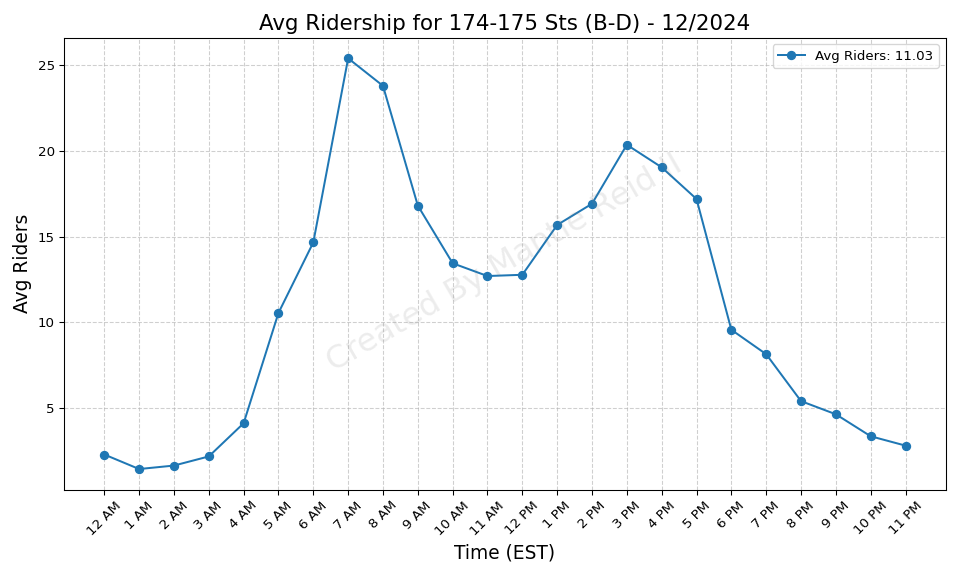 Avg Ridership for 174-175 Sts (B-D) - 12/2024
Avg Riders: 11.03
Avg Riders
25
20
15
10
5
Created By Mantie Reid II
12 AM
1 AM
2 AM
3 AM
4 AM
5 AM
6 AM
7 AM
8 AM
9 AM
10 AM
11 AM
12 PM
1 PM
2 PM
3 PM
4 PM
5 PM
6 PM
7 PM
8 PM
9 PM
10 PM
11 PM
Time (EST)